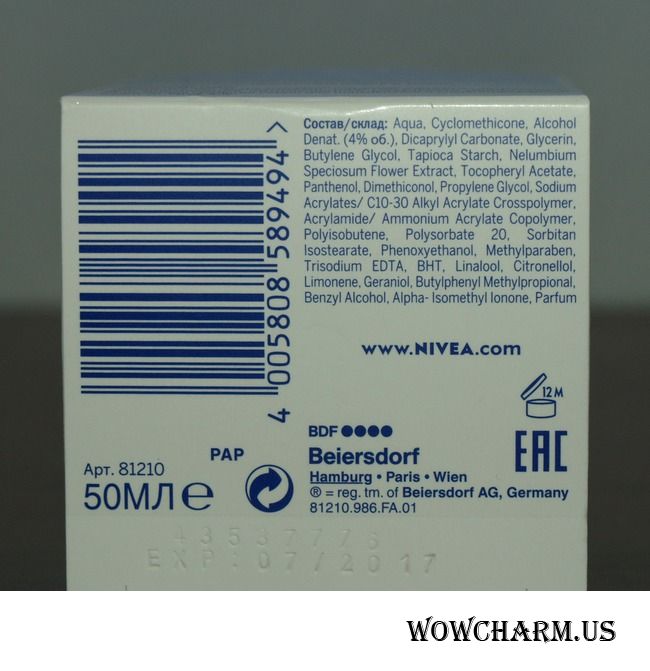 Состав/склад: Aqua, Cyclomethicone, Alcohol
Denat. (4% об.), Dicaprylyl Carbonate, Glycerin,
Butylene Glycol, Tapioca Starch, Nelumbium
Speciosum Flower Extract, Tocopheryl Acetate,
Panthenol, Dimethiconol, Propylene Glycol, Sodium
Acrylates/ C10-30 Alkyl Acrylate Crosspolymer,
Acrylamide/ Ammonium Acrylate Copolymer,
Polyisobutene, Polysorbate 20, Sorbitan
Isostearate, Phenoxyethanol, Methylparaben,
Trisodium EDTA, BHT, Linalool, Citronellol,
Limonene, Geraniol, Butylphenyl Methylpropional,
Benzyl Alcohol, Alpha- Isomethyl Ionone, Parfum
4 005808 589494 >
www.NIVEA.com
12 M
EAC
PAP
Арт. 81210
50МЛ e
BDF ●●●●
Beiersdorf
Hamburg • Paris • Wien
® = reg. tm. of Beiersdorf AG, Germany
81210.986.FA.01
43537776
EXP:07/2017
WOWCHARM.US